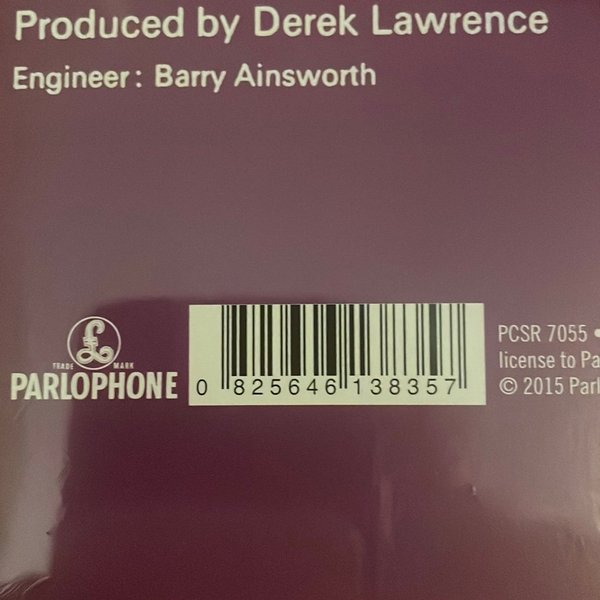 Produced by Derek Lawrence
Engineer: Barry Ainsworth
£
TRADE MARK
PARLOPHONE
0 825646 138357
PCSR 7055 •
license to Pa
© 2015 Parl